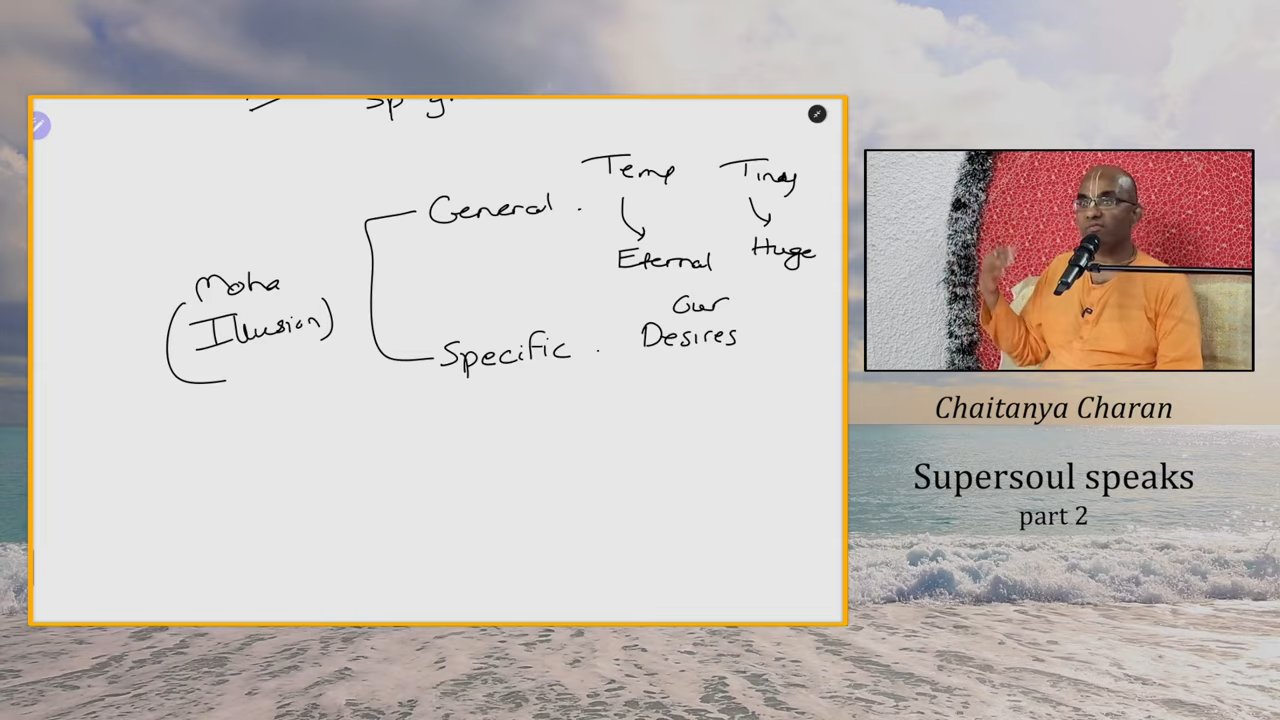 General .
Temp
Tiny
Eternal
Huge
Moha
(Illusion)
Specific .
Our
Desires
Chaitanya Charan
Supersoul speaks
part 2